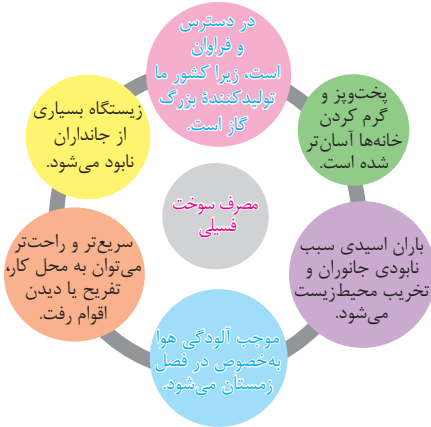 در دسترس
و فراوان
است، زیرا کشور ما
تولیدکنندهٔ بزرگ
گاز است.
پخت‌وپز و
گرم کردن
خانه‌ها آسان‌تر
شده است.
باران اسیدی سبب
نابودی جانوران و
تخریب محیط‌زیست
می‌شود.
موجب آلودگی هوا
به‌خصوص در فصل
زمستان می‌شود.
سریع‌تر و راحت‌تر
می‌توان به محل کار،
تفریح یا دیدن
اقوام رفت.
زیستگاه بسیاری
از جانداران
نابود می‌شود.
مصرف سوخت
فسیلی